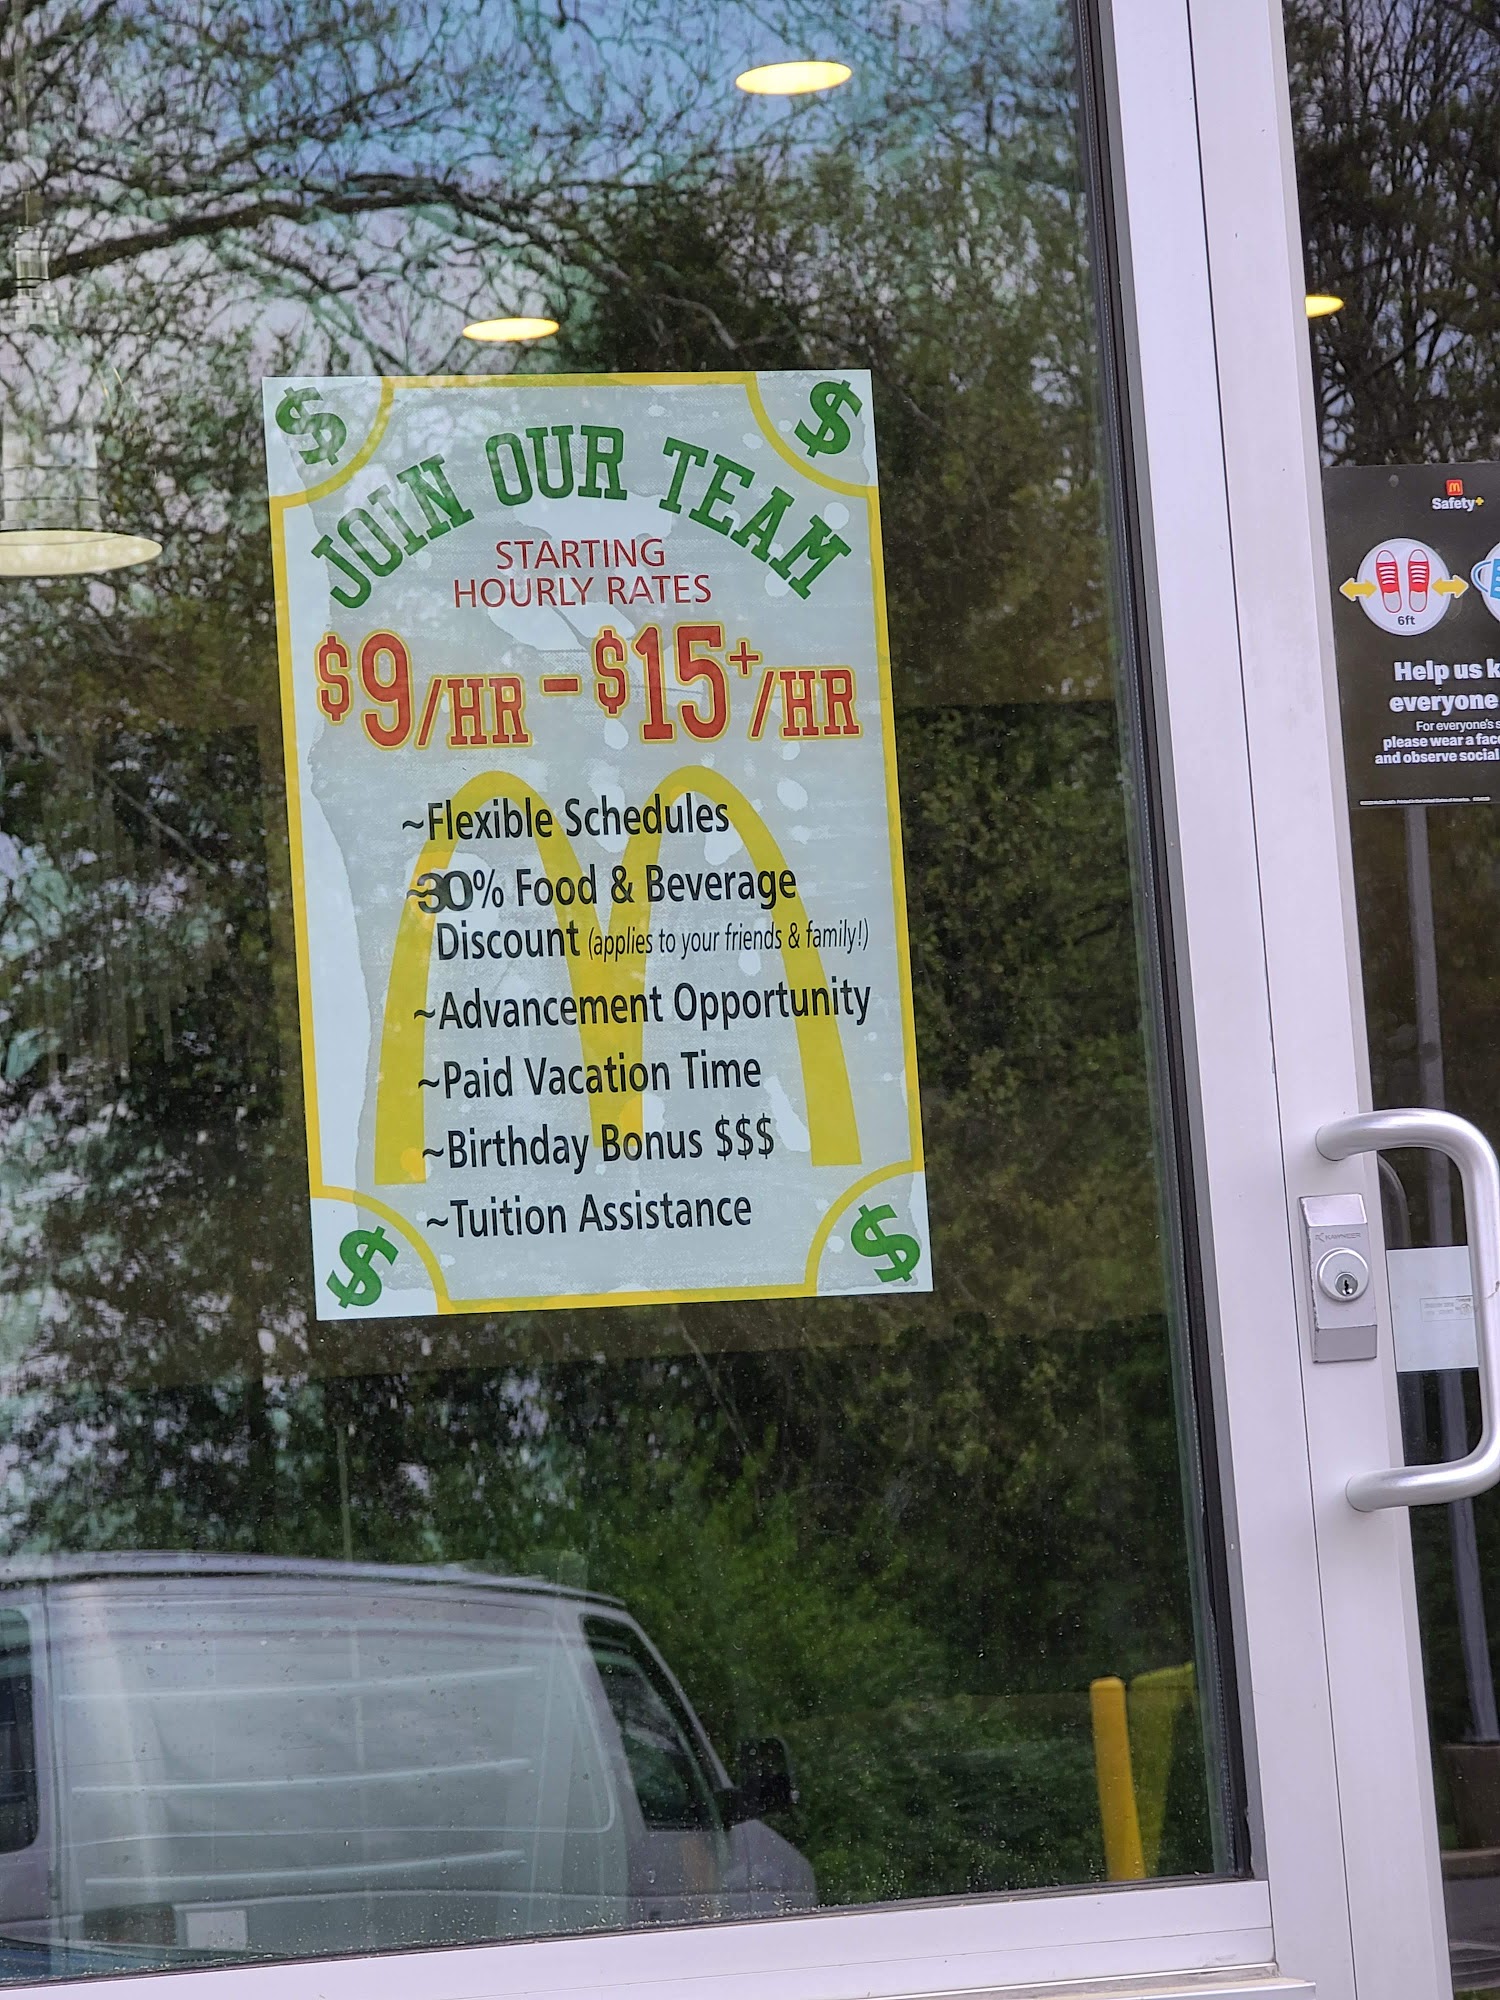 $ $
JOIN OUR TEAM
STARTING
HOURLY RATES
$9/HR - $15+/HR
~Flexible Schedules
~30% Food & Beverage
Discount (applies to your friends & family!)
~Advancement Opportunity
~Paid Vacation Time
~Birthday Bonus $$$
~Tuition Assistance
$ $
Safety+
6ft
Help us
everyone
For everyone's
please wear a
and observe social
KAWNEER